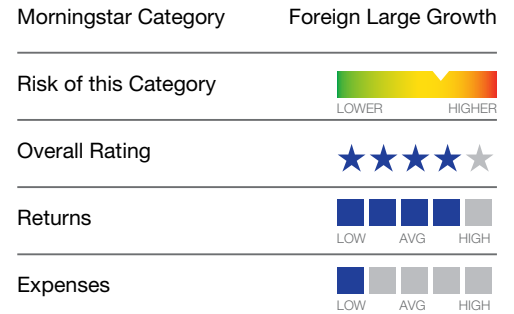 Morningstar Category Foreign Large Growth
Risk of this Category
LOWER HIGHER
Overall Rating
Returns
LOW AVG HIGH
Expenses
LOW AVG HIGH